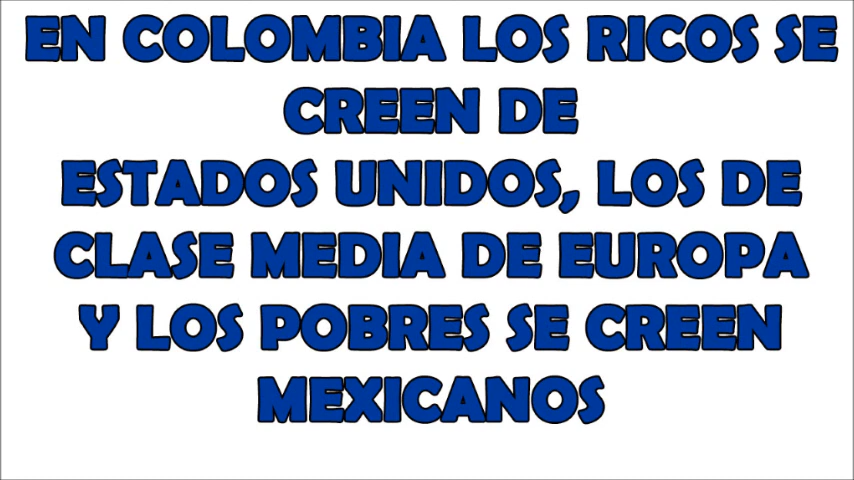 EN COLOMBIA LOS RICOS SE
CREEN DE
ESTADOS UNIDOS, LOS DE
CLASE MEDIA DE EUROPA
Y LOS POBRES SE CREEN
MEXICANOS